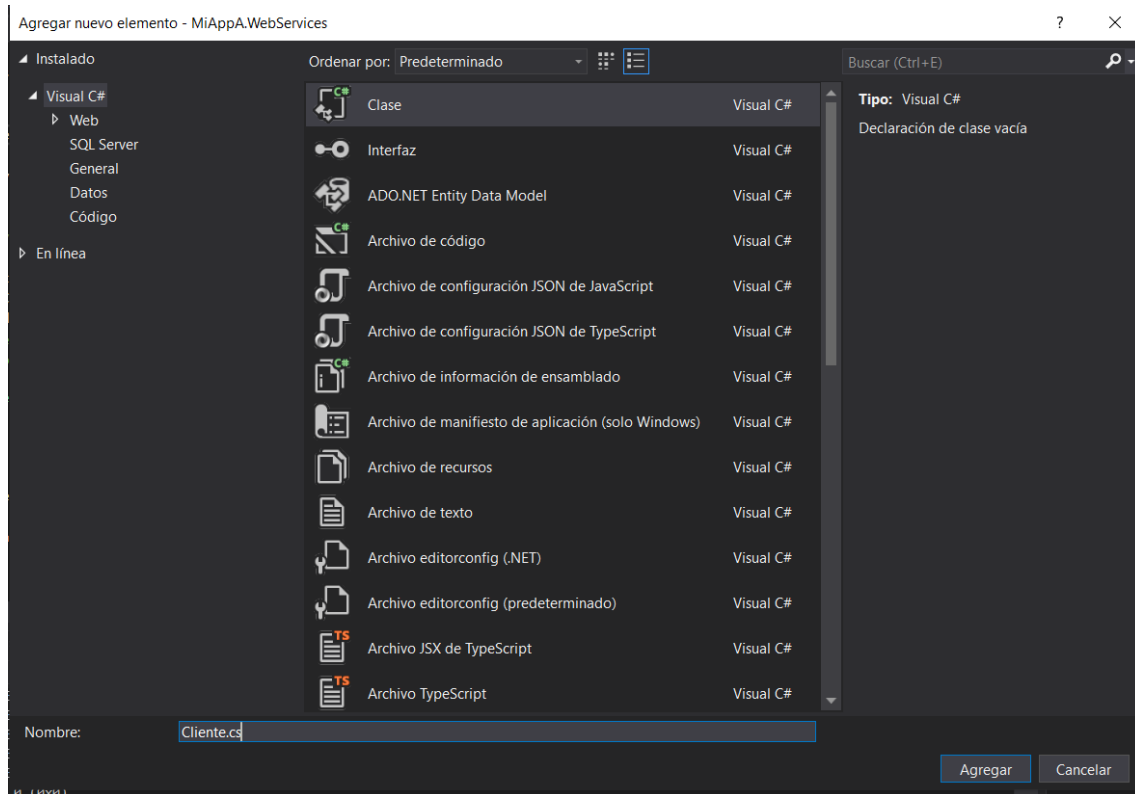 Agregar nuevo elemento - MiAppA.WebServices
Instalado
Visual C#
Web
SQL Server
General
Datos
Código
En línea
Ordenar por: Predeterminado
Clase Visual C#
Interfaz Visual C#
ADO.NET Entity Data Model Visual C#
Archivo de código Visual C#
Archivo de configuración JSON de JavaScript Visual C#
Archivo de configuración JSON de TypeScript Visual C#
Archivo de información de ensamblado Visual C#
Archivo de manifiesto de aplicación (solo Windows) Visual C#
Archivo de recursos Visual C#
Archivo de texto Visual C#
Archivo editorconfig (.NET) Visual C#
Archivo editorconfig (predeterminado) Visual C#
Archivo JSX de TypeScript Visual C#
Archivo TypeScript Visual C#
Buscar (Ctrl+E)
Tipo: Visual C#
Declaración de clase vacía
Nombre: Cliente.cs
Agregar Cancelar